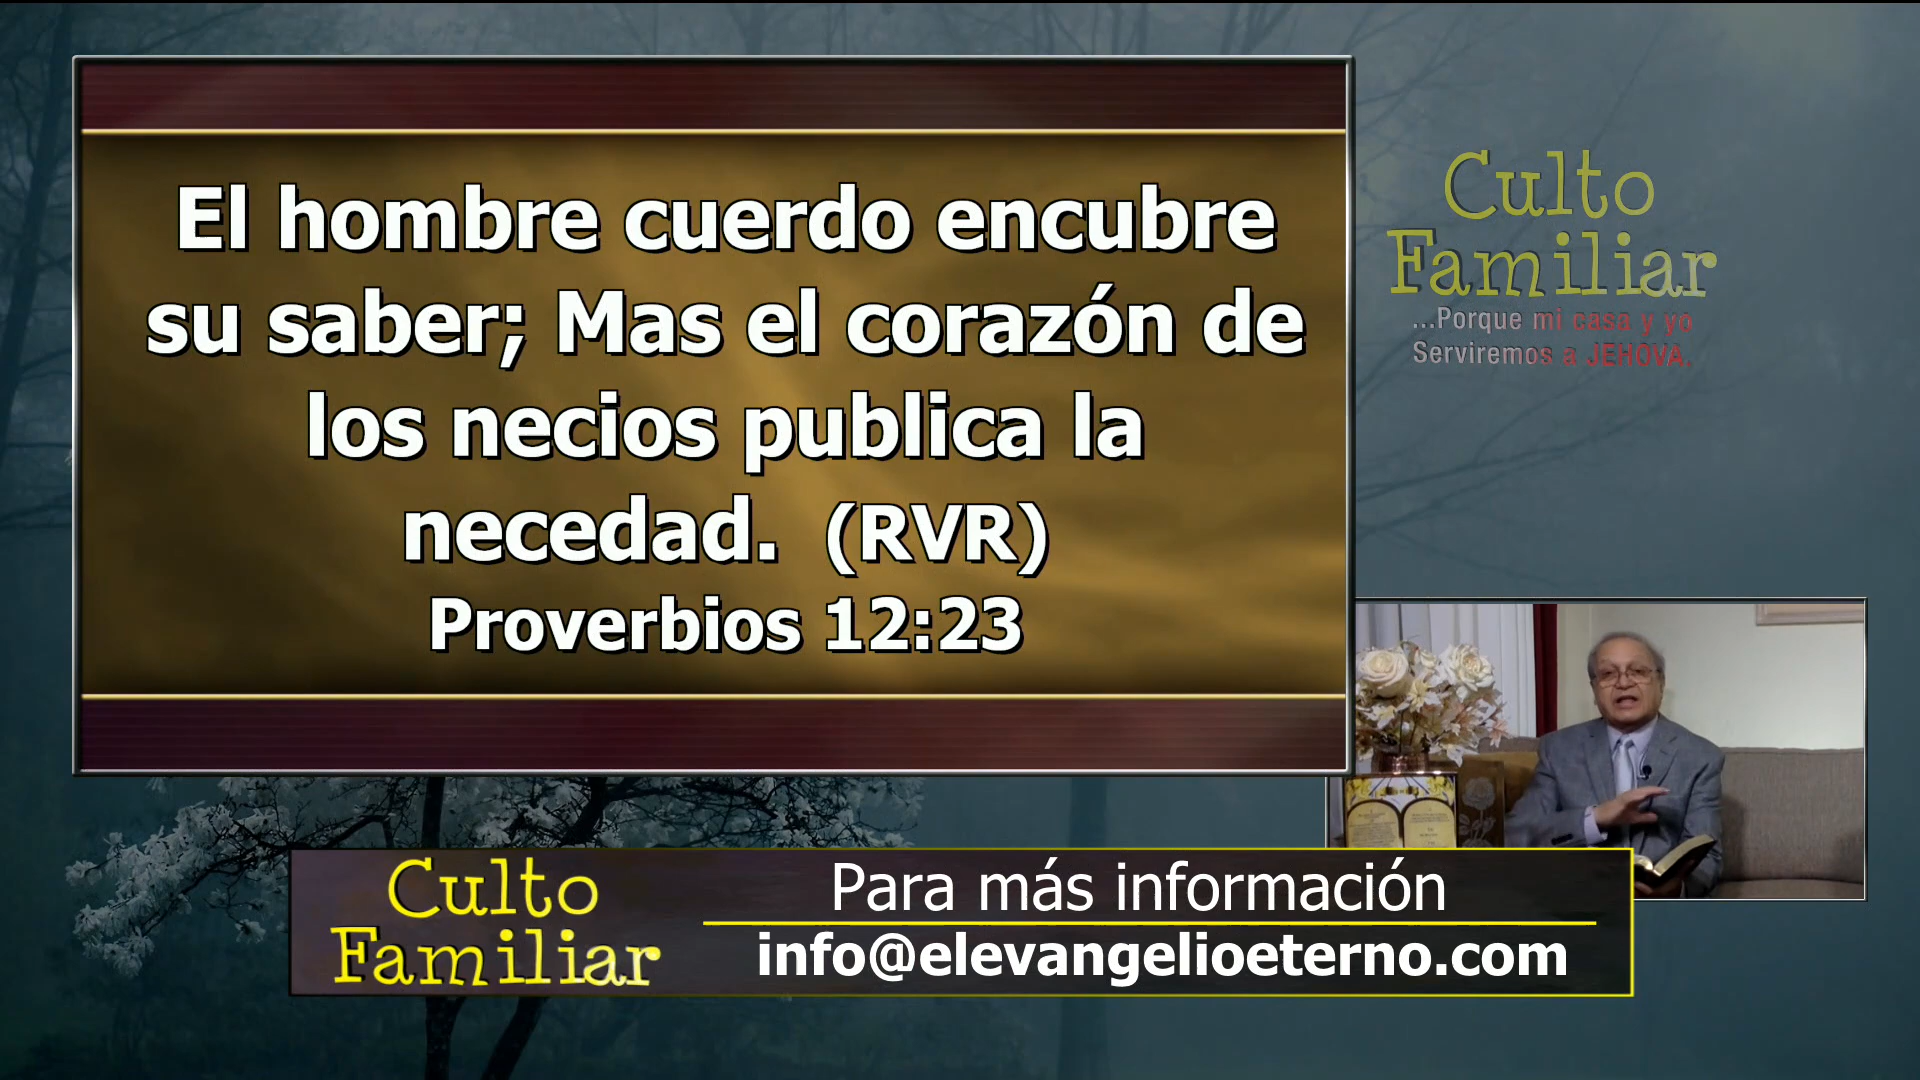 El hombre cuerdo encubre
su saber; Mas el corazón de
los necios publica la
necedad. (RVR)
Proverbios 12:23
Culto
Familiar
...Porque mi casa y yo
Serviremos a JEHOVA.
Culto
Familiar
Para más información
info@elevangelioeterno.com